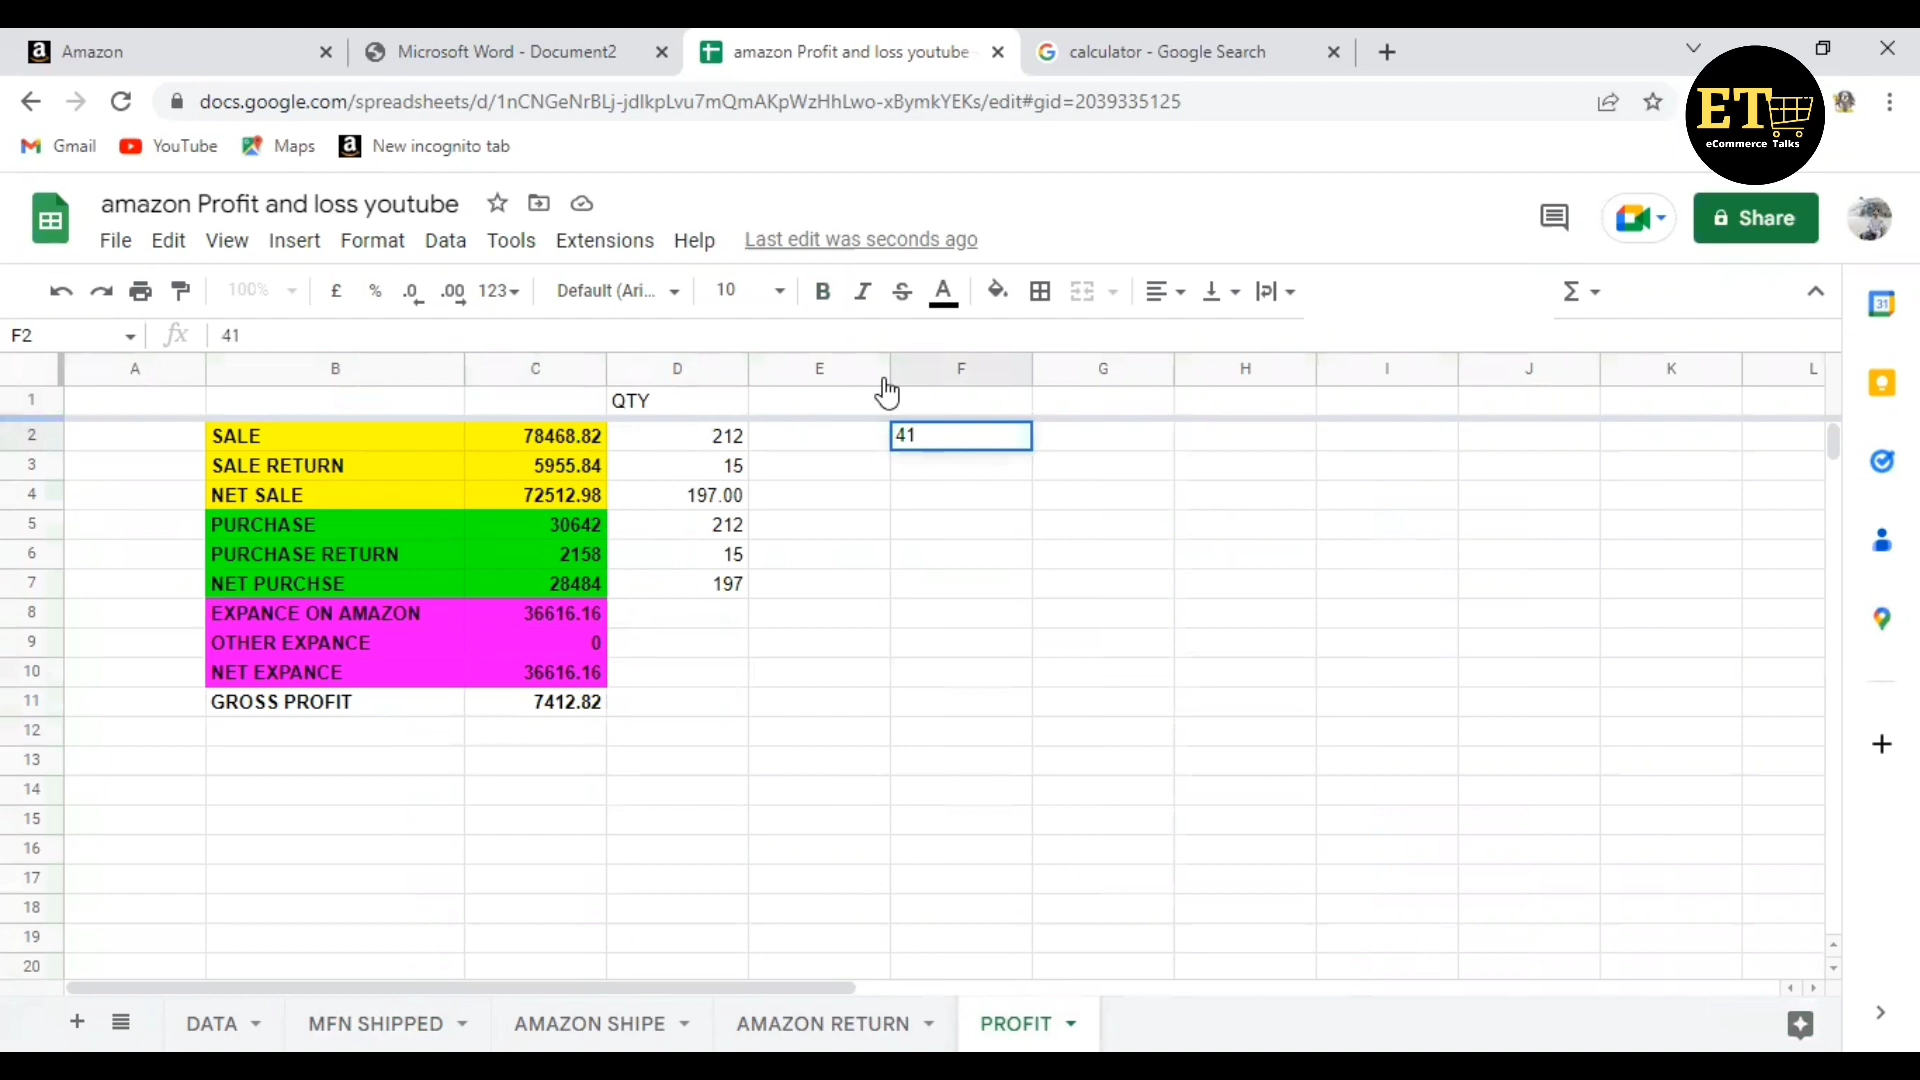 Amazon
Microsoft Word - Document2
amazon Profit and loss youtube
calculator - Google Search
docs.google.com/spreadsheets/d/1nCNGeNrBLj-jdlkpLvu7mQmAKpWzHhLwo-xBymkYEKs/edit#gid=2039335125
ET
eCommerce Talks
Gmail
YouTube
Maps
New incognito tab
amazon Profit and loss youtube
File Edit View Insert Format Data Tools Extensions Help Last edit was seconds ago
Share
100% £ % .0 .00 123 Default (Ari... 10 B I S A Σ
31
F2 fx 41
A B C D E F G H I J K L
1 QTY
2 SALE 78468.82 212 41
3 SALE RETURN 5955.84 15
4 NET SALE 72512.98 197.00
5 PURCHASE 30642 212
6 PURCHASE RETURN 2158 15
7 NET PURCHSE 28484 197
8 EXPANCE ON AMAZON 36616.16
9 OTHER EXPANCE 0
10 NET EXPANCE 36616.16
11 GROSS PROFIT 7412.82
12
13
14
15
16
17
18
19
20
DATA MFN SHIPPED AMAZON SHIPE AMAZON RETURN PROFIT